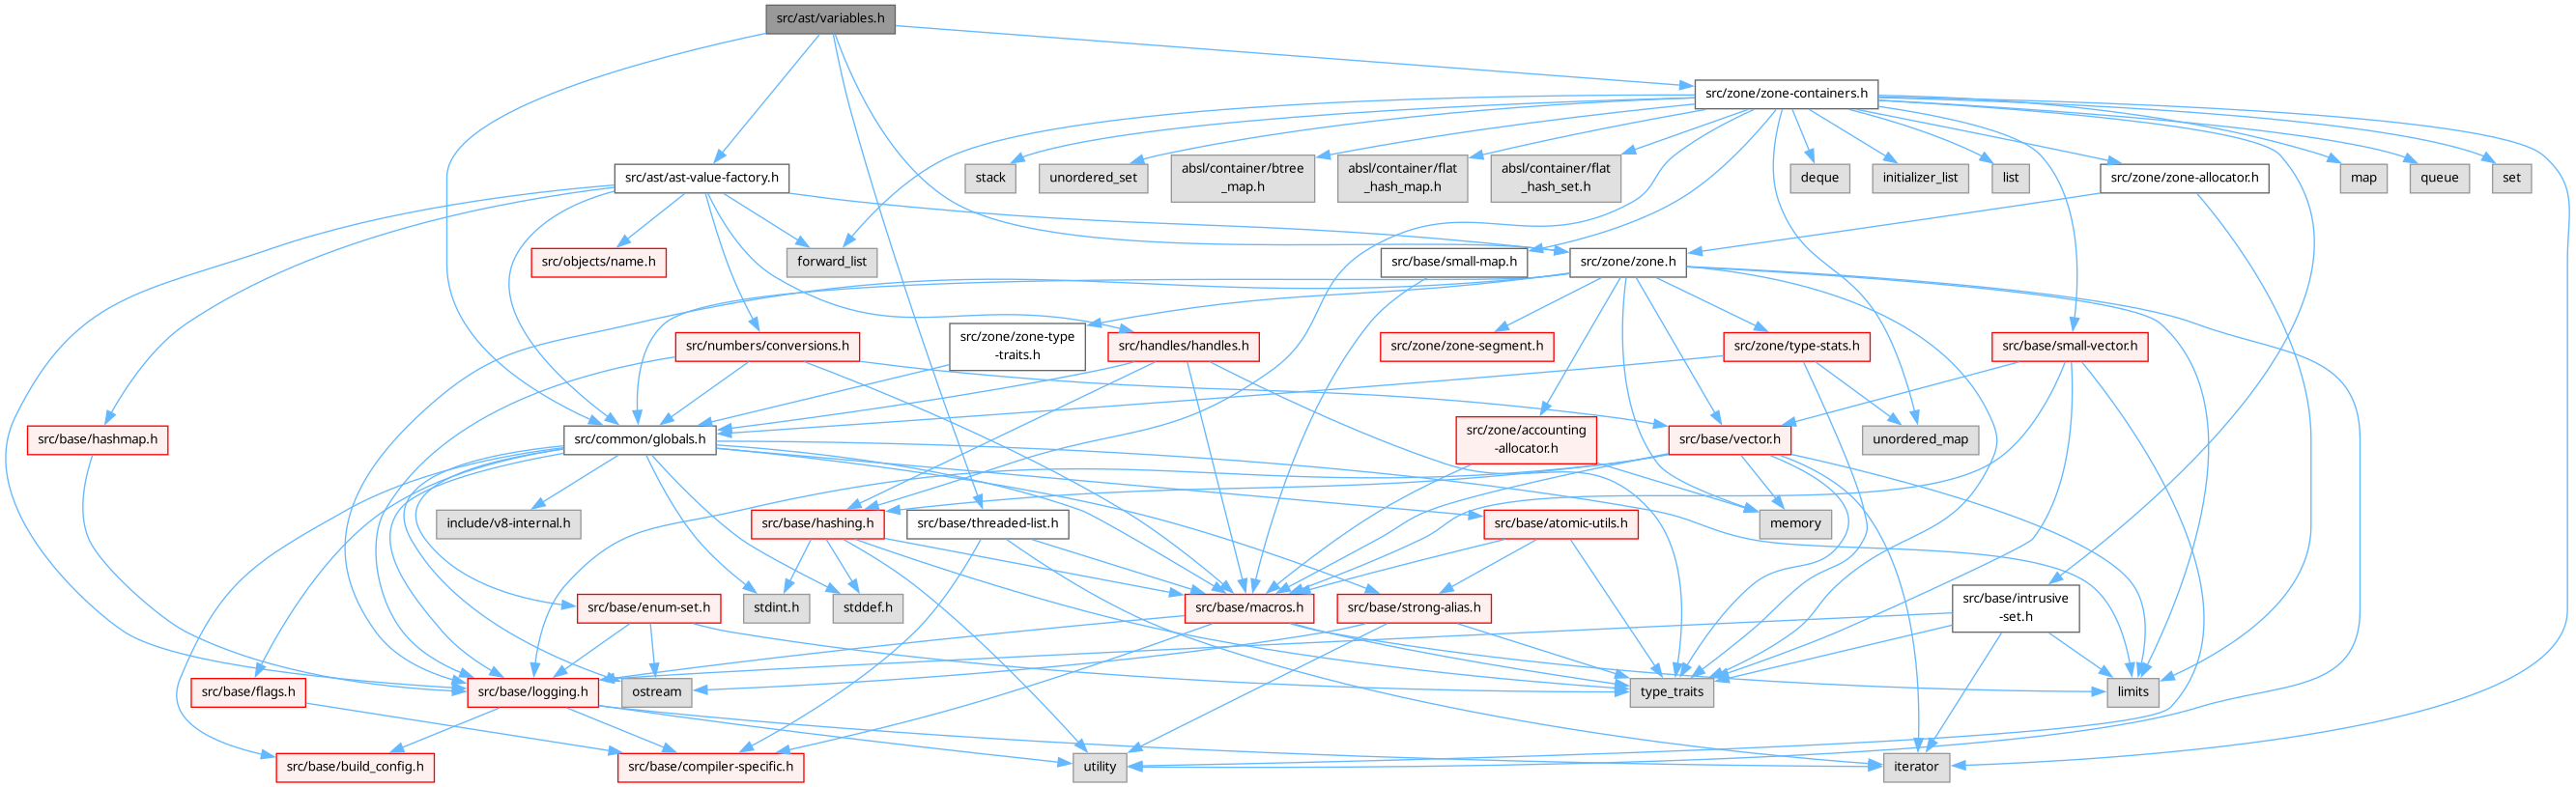 src/ast/variables.h
src/zone/zone-containers.h
src/ast/ast-value-factory.h
stack
unordered_set
absl/container/btree
_map.h
absl/container/flat
_hash_map.h
absl/container/flat
_hash_set.h
deque
initializer_list
list
src/zone/zone-allocator.h
map
queue
set
src/objects/name.h
forward_list
src/base/small-map.h
src/zone/zone.h
src/numbers/conversions.h
src/zone/zone-type
-traits.h
src/handles/handles.h
src/zone/zone-segment.h
src/zone/type-stats.h
src/base/small-vector.h
src/base/hashmap.h
src/common/globals.h
src/zone/accounting
-allocator.h
src/base/vector.h
unordered_map
include/v8-internal.h
src/base/hashing.h
src/base/threaded-list.h
src/base/atomic-utils.h
memory
src/base/enum-set.h
stdint.h
stddef.h
src/base/macros.h
src/base/strong-alias.h
src/base/intrusive
-set.h
src/base/flags.h
src/base/logging.h
ostream
type_traits
limits
src/base/build_config.h
src/base/compiler-specific.h
utility
iterator